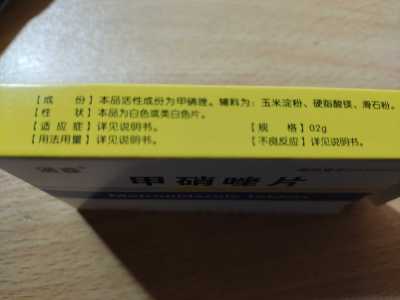 【成 份】本品活性成份为甲硝唑。辅料为：玉米淀粉、硬脂酸镁、滑石粉。
【性 状】本品为白色或类白色片。
【适应症】详见说明书。 【规 格】02g
【用法用量】详见说明书。 【不良反应】详见说明书。
甲硝唑片
Metronidazole Tablets